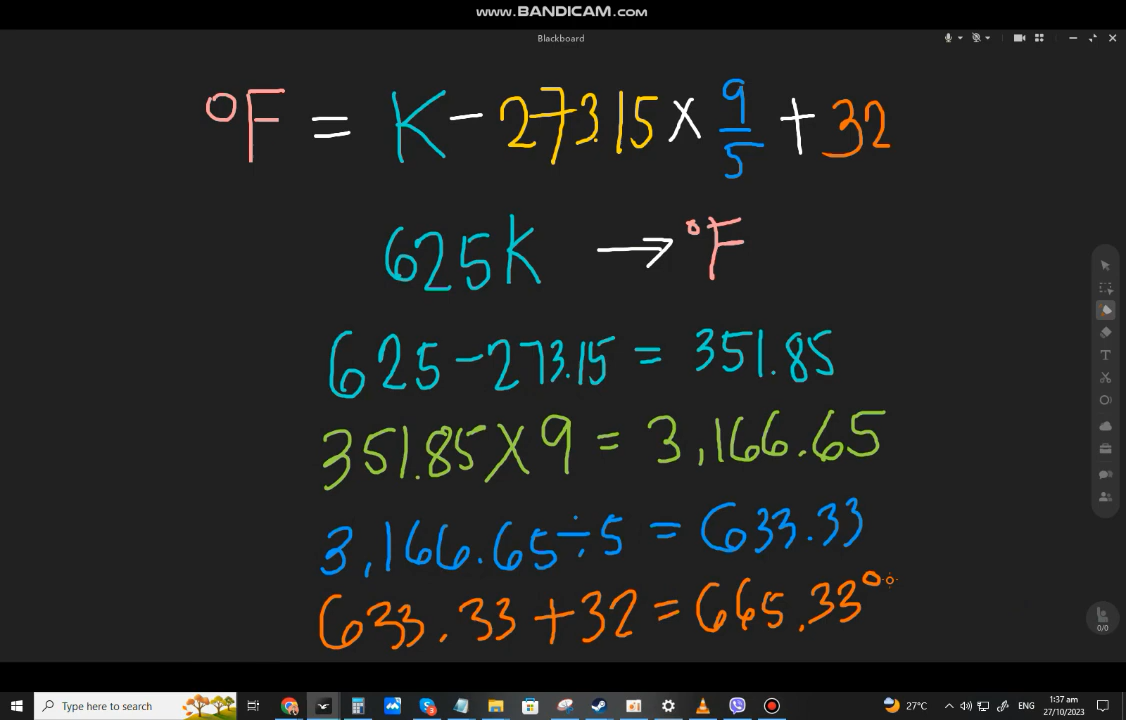 www.BANDICAM.com
Blackboard
°F = K - 273.15 x 9/5 + 32
625K → °F
625 - 273.15 = 351.85
351.85 x 9 = 3,166.65
3,166.65 ÷ 5 = 633.33
633.33 + 32 = 665.33°
0/0
Type here to search
27°C
ENG
1:37 am
27/10/2023